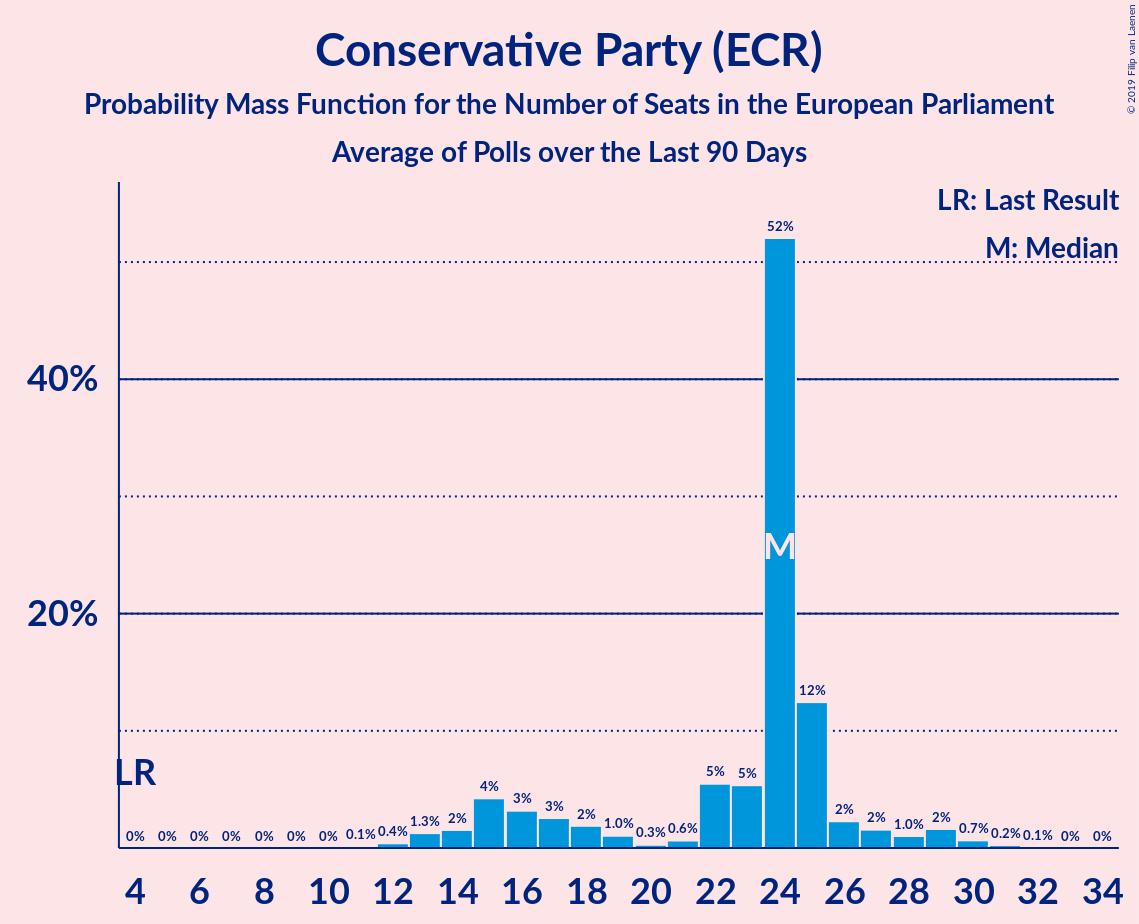 Conservative Party (ECR)
Probability Mass Function for the Number of Seats in the European Parliament
Average of Polls over the Last 90 Days
© 2019 Filip van Laenen
LR: Last Result
M: Median
52%
40%
M
20%
12%
LR
0% 0% 0% 0% 0% 0% 0% 0.1% 0.4% 1.3% 2% 4% 3% 3% 2% 1.0% 0.3% 0.6% 5% 5% 2% 2% 1.0% 2% 0.7% 0.2% 0.1% 0% 0%
4 6 8 10 12 14 16 18 20 22 24 26 28 30 32 34